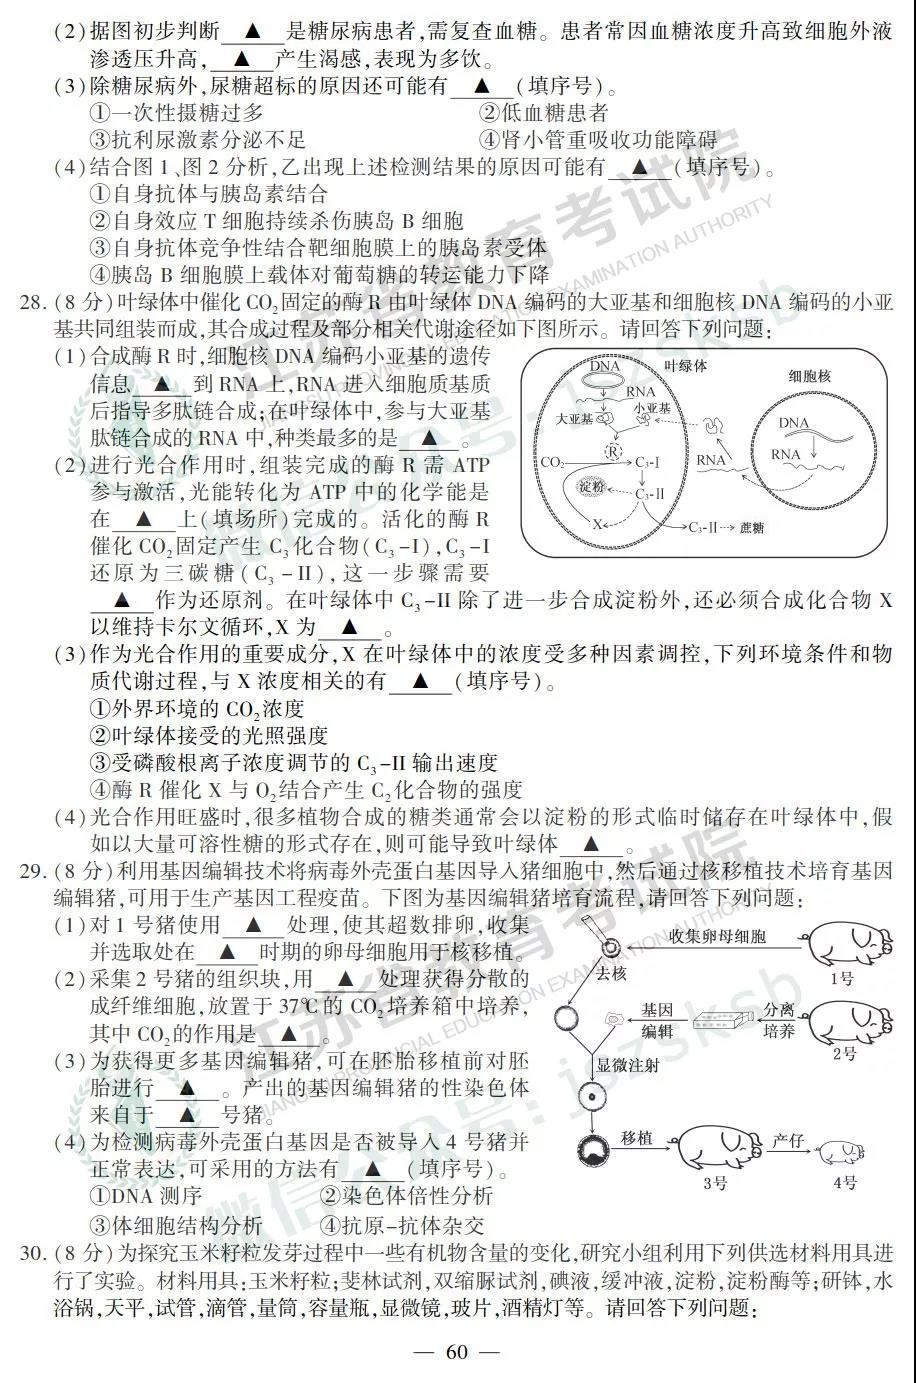 (2)据图初步判断 ▲ 是糖尿病患者,需复查血糖。患者常因血糖浓度升高致细胞外液
渗透压升高, ▲ 产生渴感,表现为多饮。
(3)除糖尿病外,尿糖超标的原因还可能有 ▲ (填序号)。
①一次性摄糖过多 ②低血糖患者
③抗利尿激素分泌不足 ④肾小管重吸收功能障碍
(4)结合图1、图2分析,乙出现上述检测结果的原因可能有 ▲ (填序号)。
①自身抗体与胰岛素结合
②自身效应T细胞持续杀伤胰岛B细胞
③自身抗体竞争性结合靶细胞膜上的胰岛素受体
④胰岛B细胞膜上载体对葡萄糖的转运能力下降
28.(8分)叶绿体中催化CO₂固定的酶R由叶绿体DNA编码的大亚基和细胞核DNA编码的小亚
基共同组装而成,其合成过程及部分相关代谢途径如下图所示。请回答下列问题:
(1)合成酶R时,细胞核DNA编码小亚基的遗传
信息 ▲ 到RNA上,RNA进入细胞质基质
后指导多肽链合成;在叶绿体中,参与大亚基
肽链合成的RNA中,种类最多的是 ▲ 。
(2)进行光合作用时,组装完成的酶R需ATP
参与激活,光能转化为ATP中的化学能是
在 ▲ 上(填场所)完成的。活化的酶R
催化CO₂固定产生C₃化合物(C₃-I),C₃-I
还原为三碳糖(C₃-II),这一步骤需要
▲ 作为还原剂。在叶绿体中C₃-II除了进一步合成淀粉外,还必须合成化合物X
以维持卡尔文循环,X为 ▲ 。
DNA
叶绿体
细胞核
RNA
大亚基
小亚基
DNA
R
RNA
RNA
CO₂
C₃-I
淀粉
C₃-II
X
C₃-II
蔗糖
(3)作为光合作用的重要成分,X在叶绿体中的浓度受多种因素调控,下列环境条件和物
质代谢过程,与X浓度相关的有 ▲ (填序号)。
①外界环境的CO₂浓度
②叶绿体接受的光照强度
③受磷酸根离子浓度调节的C₃-II输出速度
④酶R催化X与O₂结合产生C₂化合物的强度
(4)光合作用旺盛时,很多植物合成的糖类通常会以淀粉的形式临时储存在叶绿体中,假
如以大量可溶性糖的形式存在,则可能导致叶绿体 ▲ 。
29.(8分)利用基因编辑技术将病毒外壳蛋白基因导入猪细胞中,然后通过核移植技术培育基因
编辑猪,可用于生产基因工程疫苗。下图为基因编辑猪培育流程,请回答下列问题:
(1)对1号猪使用 ▲ 处理,使其超数排卵,收集
并选取处在 ▲ 时期的卵母细胞用于核移植。
(2)采集2号猪的组织块,用 ▲ 处理获得分散的
成纤维细胞,放置于37℃的CO₂培养箱中培养,
其中CO₂的作用是 ▲ 。
(3)为获得更多基因编辑猪,可在胚胎移植前对胚
胎进行 ▲ 。产出的基因编辑猪的性染色体
来自于 ▲ 号猪。
(4)为检测病毒外壳蛋白基因是否被导入4号猪并
正常表达,可采用的方法有 ▲ (填序号)。
①DNA测序 ②染色体倍性分析
③体细胞结构分析 ④抗原-抗体杂交
收集卵母细胞
去核
1号
基因
编辑
分离
培养
2号
显微注射
移植
产仔
3号
4号
30.(8分)为探究玉米籽粒发芽过程中一些有机物含量的变化,研究小组利用下列供选材料用具进
行了实验。材料用具:玉米籽粒;斐林试剂,双缩脲试剂,碘液,缓冲液,淀粉,淀粉酶等;研钵,水
浴锅,天平,试管,滴管,量筒,容量瓶,显微镜,玻片,酒精灯等。请回答下列问题:
— 60 —
江苏省教育考试院
JIANGSU PROVINCIAL EDUCATION EXAMINATION AUTHORITY
微信公众号:jszsksb
江苏省教育考试院
JIANGSU PROVINCIAL EDUCATION EXAMINATION AUTHORITY
微信公众号:jszsksb